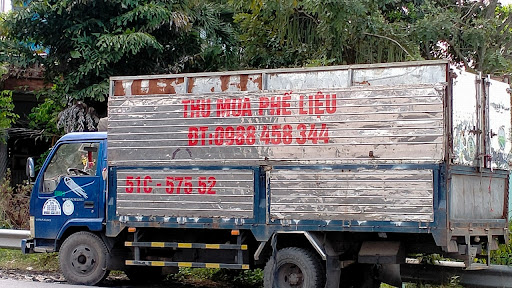 THU MUA PHẾ LIỆU
ĐT:0988 458 344
51C - 575 52